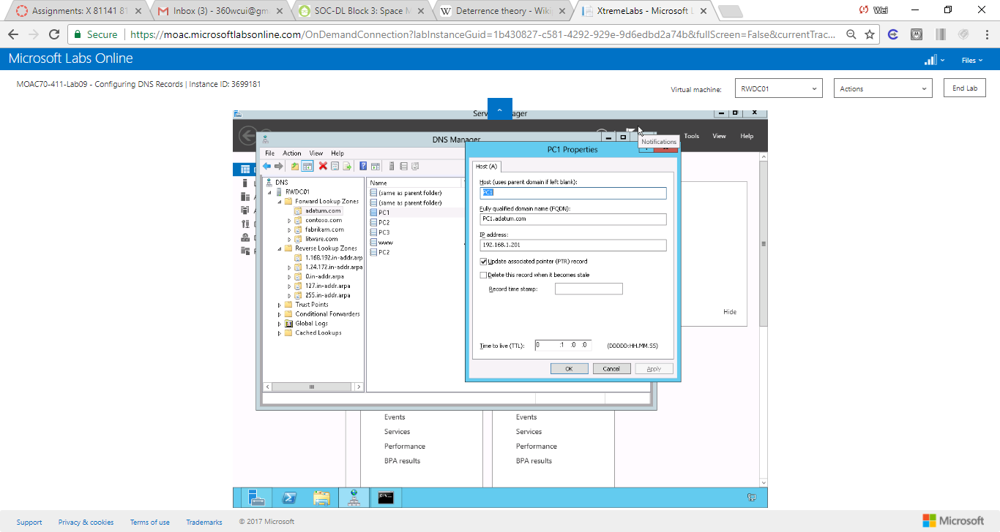 Assignments: X 81141 81
Inbox (3) - 360wcui@gm
SOC-DL Block 3: Space M
Deterrence theory - Wiki
XtremeLabs - Microsoft L
Wei
Secure
https://moac.microsoftlabsonline.com/OnDemandConnection?labInstanceGuid=1b430827-c581-4292-929e-9d6edbd2a74b&fullScreen=False&currentTrac...
Microsoft Labs Online
Files
MOAC70-411-Lab09 - Configuring DNS Records | Instance ID: 3699181
Virtual machine:
RWDC01
Actions
End Lab
Serv ager
Tools View Help
Notifications
DNS Manager
File Action View Help
DNS
RWDC01
Forward Lookup Zones
adatum.com
contoso.com
fabrikam.com
litware.com
Reverse Lookup Zones
1.168.192.in-addr.arp
1.24.172.in-addr.arpa
0.in-addr.arpa
127.in-addr.arpa
255.in-addr.arpa
Trust Points
Conditional Forwarders
Global Logs
Cached Lookups
Name
(same as parent folder)
(same as parent folder)
PC1
PC2
PC3
www
PC2
PC1 Properties
Host (A)
Host (uses parent domain if left blank):
PC1
Fully qualified domain name (FQDN):
PC1.adatum.com
IP address:
192.168.1.201
Update associated pointer (PTR) record
Delete this record when it becomes stale
Record time stamp:
Time to live (TTL):
0 :1 :0 :0
(DDDDD:HH.MM.SS)
OK
Cancel
Apply
Hide
Events
Services
Performance
BPA results
Events
Services
Performance
BPA results
Support
Privacy & cookies
Terms of use
Trademarks
© 2017 Microsoft
Microsoft